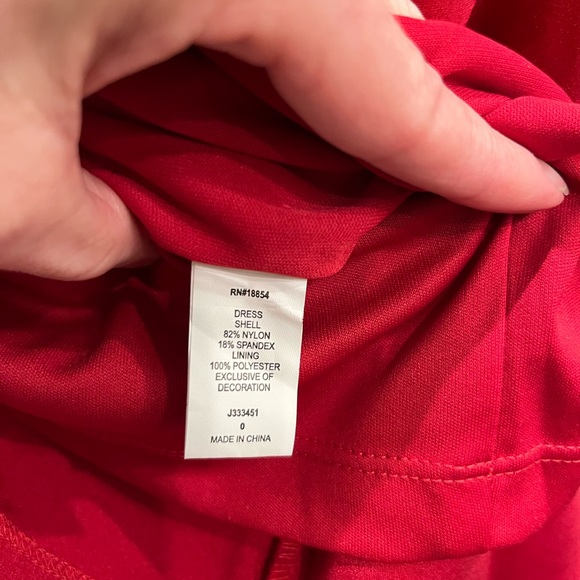 RN#18854
DRESS
SHELL
82% NYLON
18% SPANDEX
LINING
100% POLYESTER
EXCLUSIVE OF
DECORATION
J333451
0
MADE IN CHINA